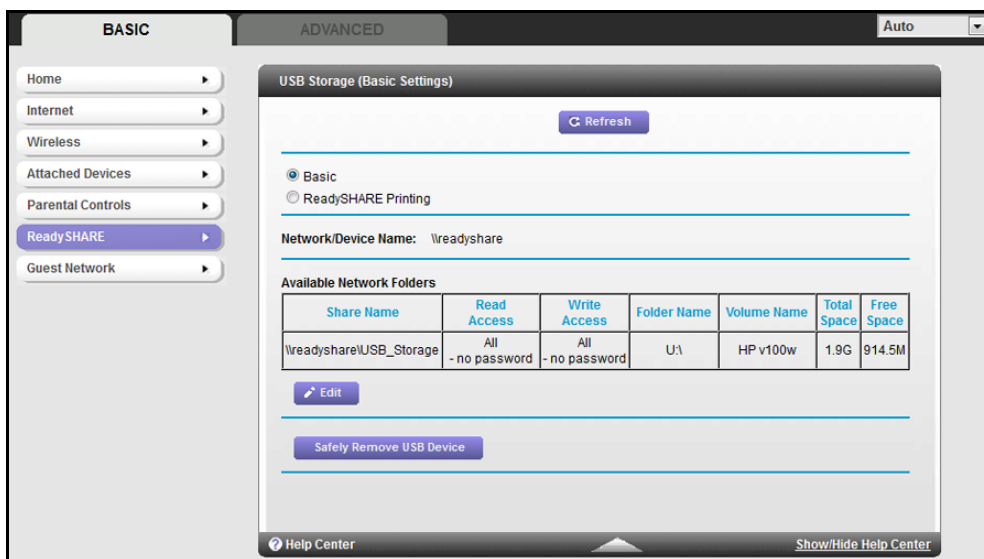 BASIC
ADVANCED
Auto
Home
Internet
Wireless
Attached Devices
Parental Controls
ReadySHARE
Guest Network
USB Storage (Basic Settings)
Refresh
Basic
ReadySHARE Printing
Network/Device Name: \\readyshare
Available Network Folders
Share Name Read Access Write Access Folder Name Volume Name Total Space Free Space
\\readyshare\USB_Storage All - no password All - no password U:\ HP v100w 1.9G 914.5M
Edit
Safely Remove USB Device
Help Center Show/Hide Help Center